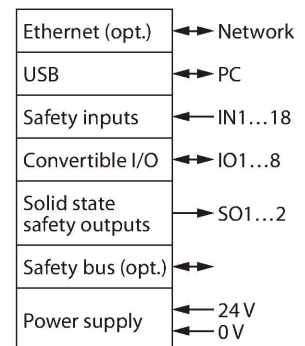 Ethernet (opt.) Network
USB PC
Safety inputs IN1...18
Convertible I/O IO1...8
Solid state
safety outputs SO1...2
Safety bus (opt.)
Power supply 24 V
0 V